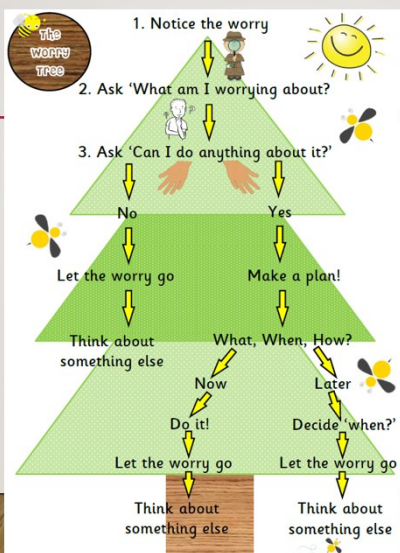 The
Worry
Tree
1. Notice the worry
2. Ask ‘What am I worrying about?
3. Ask ‘Can I do anything about it?’
No Yes
Let the worry go Make a plan!
Think about
something else
What, When, How?
Now Later
Do it! Decide ‘when?’
Let the worry go Let the worry go
Think about Think about
something else something else